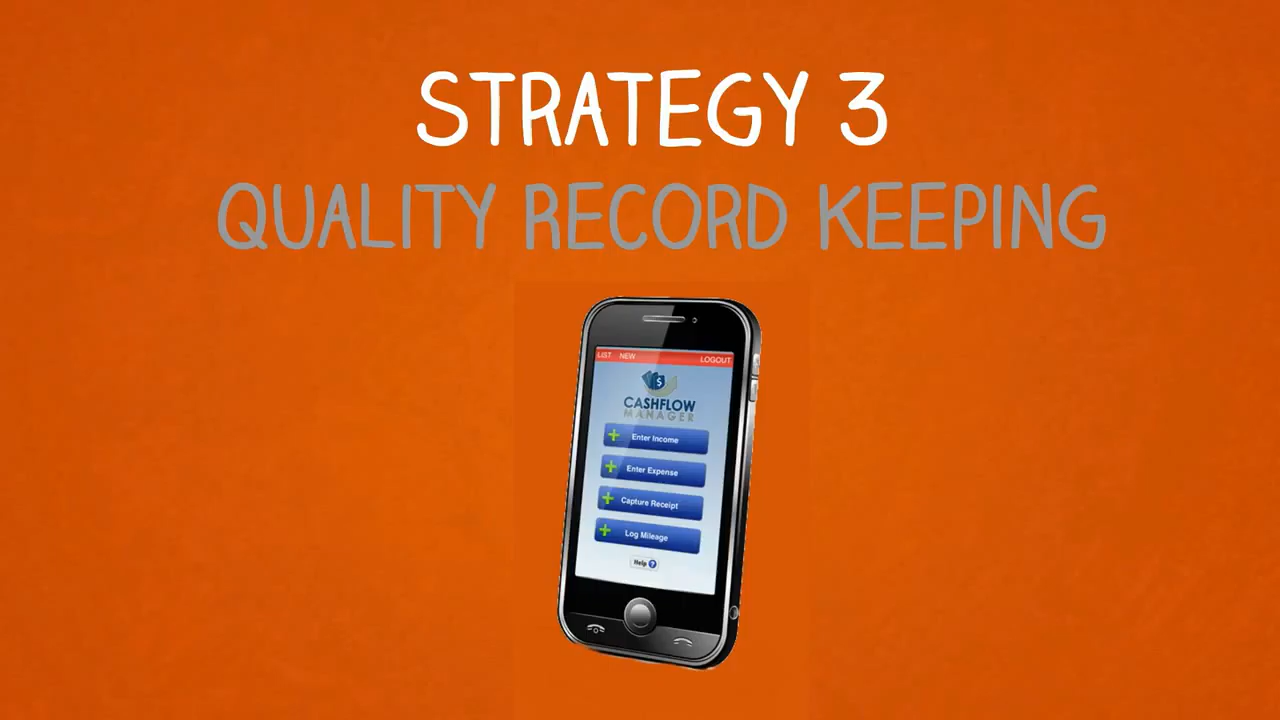 STRATEGY 3
QUALITY RECORD KEEPING
LIST NEW LOGOUT
$
CASHFLOW
MANAGER
+ Enter Income
+ Enter Expense
+ Capture Receipt
+ Log Mileage
Help ?